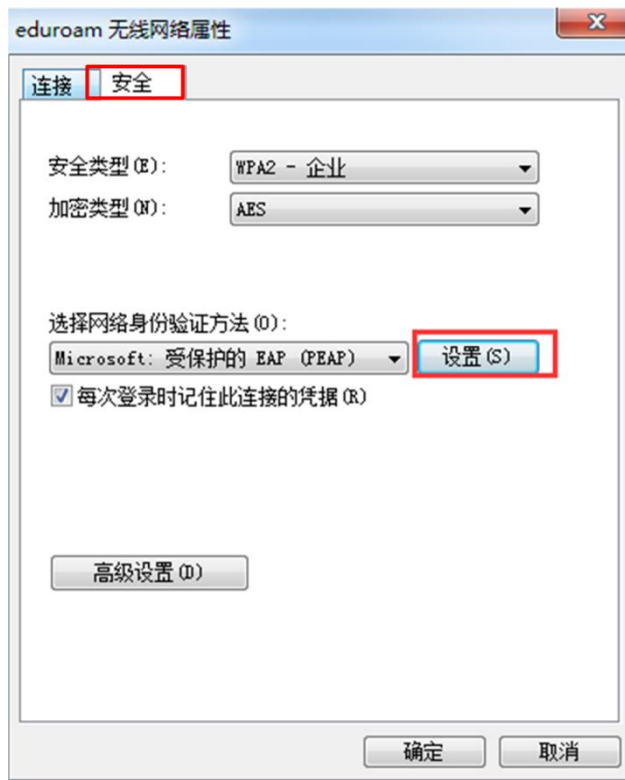 eduroam 无线网络属性
连接 安全
安全类型(E): WPA2 - 企业
加密类型(N): AES
选择网络身份验证方法(O):
Microsoft: 受保护的 EAP (PEAP) 设置(S)
每次登录时记住此连接的凭据(R)
高级设置(D)
确定 取消